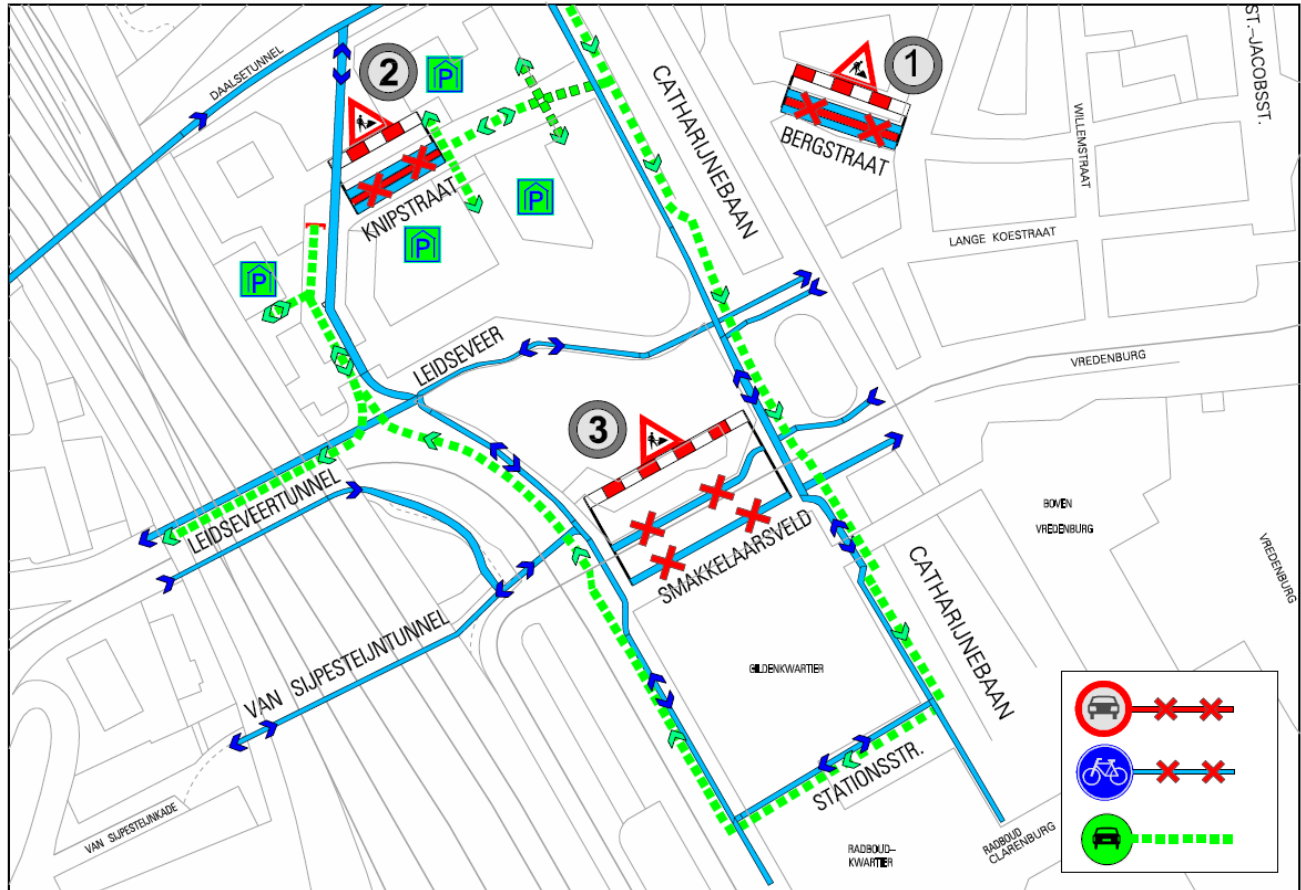 ST.-JACOBSST.
DAALSETUNNEL
2
P
CATHARIJNEBAAN
1
BERGSTRAAT
WILLEMSTRAAT
KNIPSTRAAT
P
P
P
LANGE KOESTRAAT
LEIDSEVEER
VREDENBURG
3
LEIDSEVEERTUNNEL
SMAKKELAARSVELD
BOVEN
VREDENBURG
VREDENBURG
VAN SIJPESTEIJNTUNNEL
CATHARIJNEBAAN
GILDENKWARTIER
STATIONSSTR.
VAN SIJPESTEIJNKADE
RADBOUD-
KWARTIER
RADBOUD
CLARENBURG